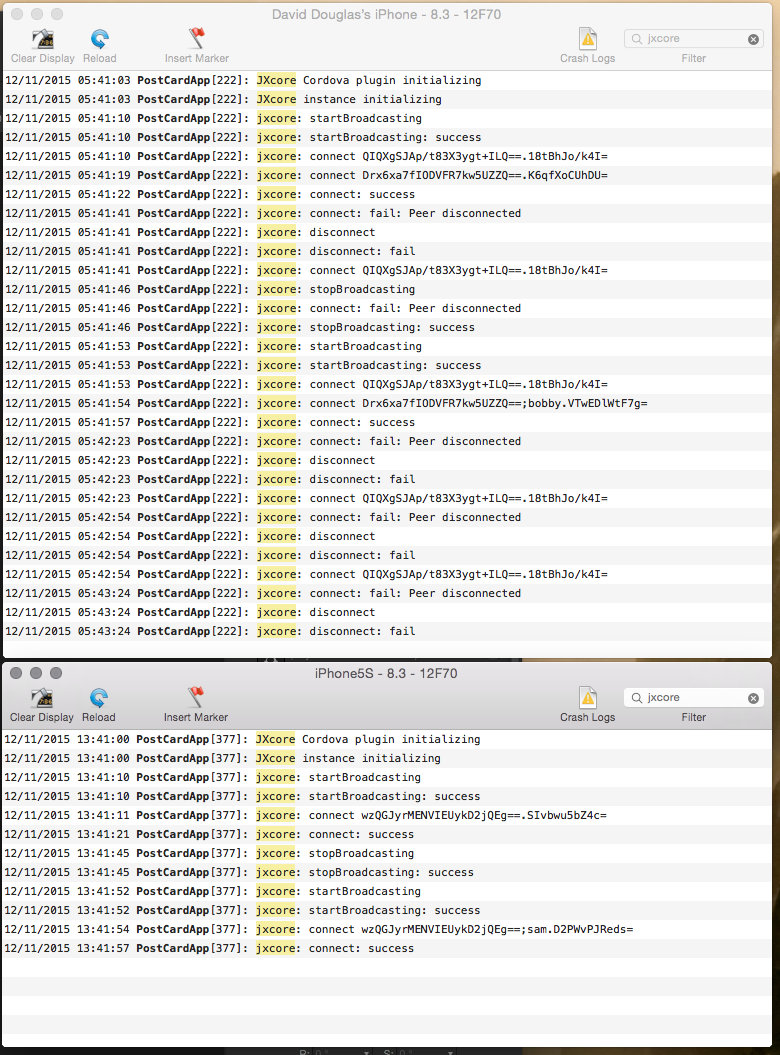 David Douglas's iPhone - 8.3 - 12F70
jxcore
Clear Display Reload Insert Marker Crash Logs Filter
12/11/2015 05:41:03 PostCardApp[222]: JXcore Cordova plugin initializing
12/11/2015 05:41:03 PostCardApp[222]: JXcore instance initializing
12/11/2015 05:41:10 PostCardApp[222]: jxcore: startBroadcasting
12/11/2015 05:41:10 PostCardApp[222]: jxcore: startBroadcasting: success
12/11/2015 05:41:10 PostCardApp[222]: jxcore: connect QIQXgSJAp/t83X3ygt+ILQ==.18tBhJo/k4I=
12/11/2015 05:41:19 PostCardApp[222]: jxcore: connect Drx6xa7fIODVFR7kw5UZZQ==.K6qfXoCUhDU=
12/11/2015 05:41:22 PostCardApp[222]: jxcore: connect: success
12/11/2015 05:41:41 PostCardApp[222]: jxcore: connect: fail: Peer disconnected
12/11/2015 05:41:41 PostCardApp[222]: jxcore: disconnect
12/11/2015 05:41:41 PostCardApp[222]: jxcore: disconnect: fail
12/11/2015 05:41:41 PostCardApp[222]: jxcore: connect QIQXgSJAp/t83X3ygt+ILQ==.18tBhJo/k4I=
12/11/2015 05:41:46 PostCardApp[222]: jxcore: stopBroadcasting
12/11/2015 05:41:46 PostCardApp[222]: jxcore: connect: fail: Peer disconnected
12/11/2015 05:41:46 PostCardApp[222]: jxcore: stopBroadcasting: success
12/11/2015 05:41:53 PostCardApp[222]: jxcore: startBroadcasting
12/11/2015 05:41:53 PostCardApp[222]: jxcore: startBroadcasting: success
12/11/2015 05:41:53 PostCardApp[222]: jxcore: connect QIQXgSJAp/t83X3ygt+ILQ==.18tBhJo/k4I=
12/11/2015 05:41:54 PostCardApp[222]: jxcore: connect Drx6xa7fIODVFR7kw5UZZQ==;bobby.VTwEDlWtF7g=
12/11/2015 05:41:57 PostCardApp[222]: jxcore: connect: success
12/11/2015 05:42:23 PostCardApp[222]: jxcore: connect: fail: Peer disconnected
12/11/2015 05:42:23 PostCardApp[222]: jxcore: disconnect
12/11/2015 05:42:23 PostCardApp[222]: jxcore: disconnect: fail
12/11/2015 05:42:23 PostCardApp[222]: jxcore: connect QIQXgSJAp/t83X3ygt+ILQ==.18tBhJo/k4I=
12/11/2015 05:42:54 PostCardApp[222]: jxcore: connect: fail: Peer disconnected
12/11/2015 05:42:54 PostCardApp[222]: jxcore: disconnect
12/11/2015 05:42:54 PostCardApp[222]: jxcore: disconnect: fail
12/11/2015 05:42:54 PostCardApp[222]: jxcore: connect QIQXgSJAp/t83X3ygt+ILQ==.18tBhJo/k4I=
12/11/2015 05:43:24 PostCardApp[222]: jxcore: connect: fail: Peer disconnected
12/11/2015 05:43:24 PostCardApp[222]: jxcore: disconnect
12/11/2015 05:43:24 PostCardApp[222]: jxcore: disconnect: fail
iPhone5S - 8.3 - 12F70
jxcore
Clear Display Reload Insert Marker Crash Logs Filter
12/11/2015 13:41:00 PostCardApp[377]: JXcore Cordova plugin initializing
12/11/2015 13:41:00 PostCardApp[377]: JXcore instance initializing
12/11/2015 13:41:10 PostCardApp[377]: jxcore: startBroadcasting
12/11/2015 13:41:10 PostCardApp[377]: jxcore: startBroadcasting: success
12/11/2015 13:41:11 PostCardApp[377]: jxcore: connect wzQGJyrMENVIEUykD2jQEg==.SIvbwu5bZ4c=
12/11/2015 13:41:21 PostCardApp[377]: jxcore: connect: success
12/11/2015 13:41:45 PostCardApp[377]: jxcore: stopBroadcasting
12/11/2015 13:41:45 PostCardApp[377]: jxcore: stopBroadcasting: success
12/11/2015 13:41:52 PostCardApp[377]: jxcore: startBroadcasting
12/11/2015 13:41:52 PostCardApp[377]: jxcore: startBroadcasting: success
12/11/2015 13:41:54 PostCardApp[377]: jxcore: connect wzQGJyrMENVIEUykD2jQEg==;sam.D2PWvPJReds=
12/11/2015 13:41:57 PostCardApp[377]: jxcore: connect: success